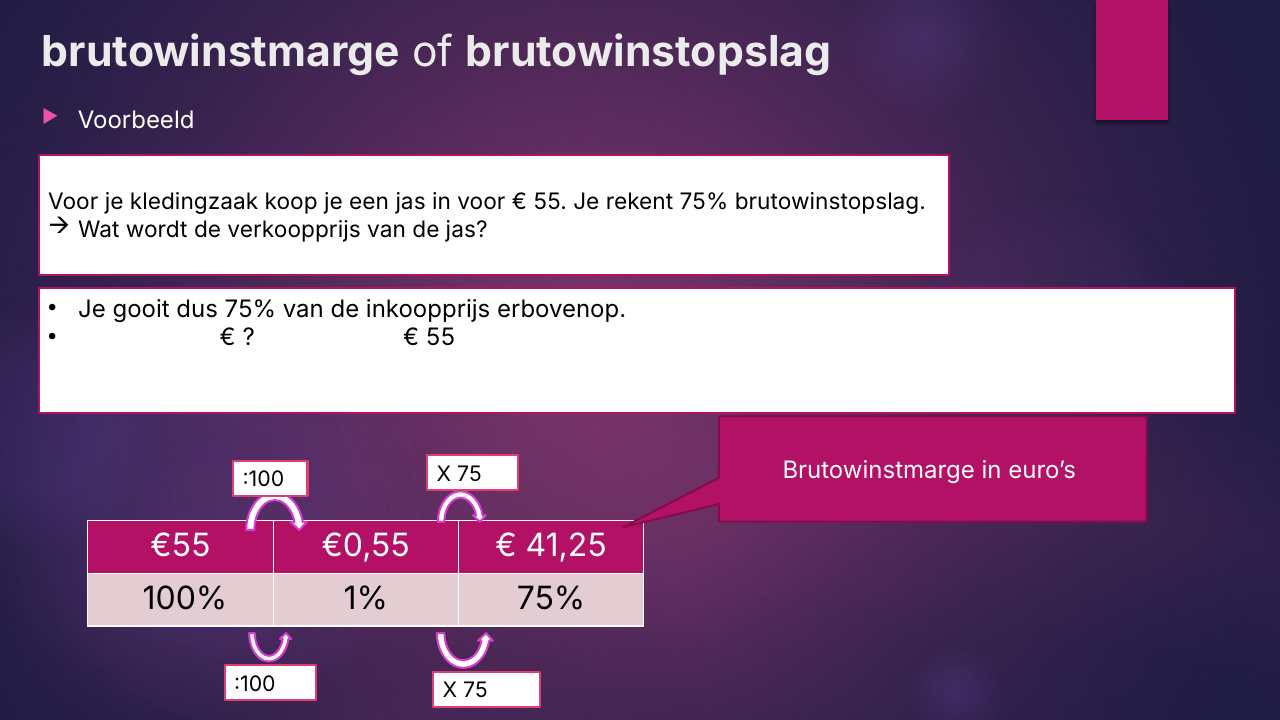 brutowinstmarge of brutowinstopslag
Voorbeeld
Voor je kledingzaak koop je een jas in voor € 55. Je rekent 75% brutowinstopslag.
→ Wat wordt de verkoopprijs van de jas?
• Je gooit dus 75% van de inkoopprijs erbovenop.
• € ? € 55
Brutowinstmarge in euro’s
:100 X 75
€55 €0,55 € 41,25
100% 1% 75%
:100 X 75